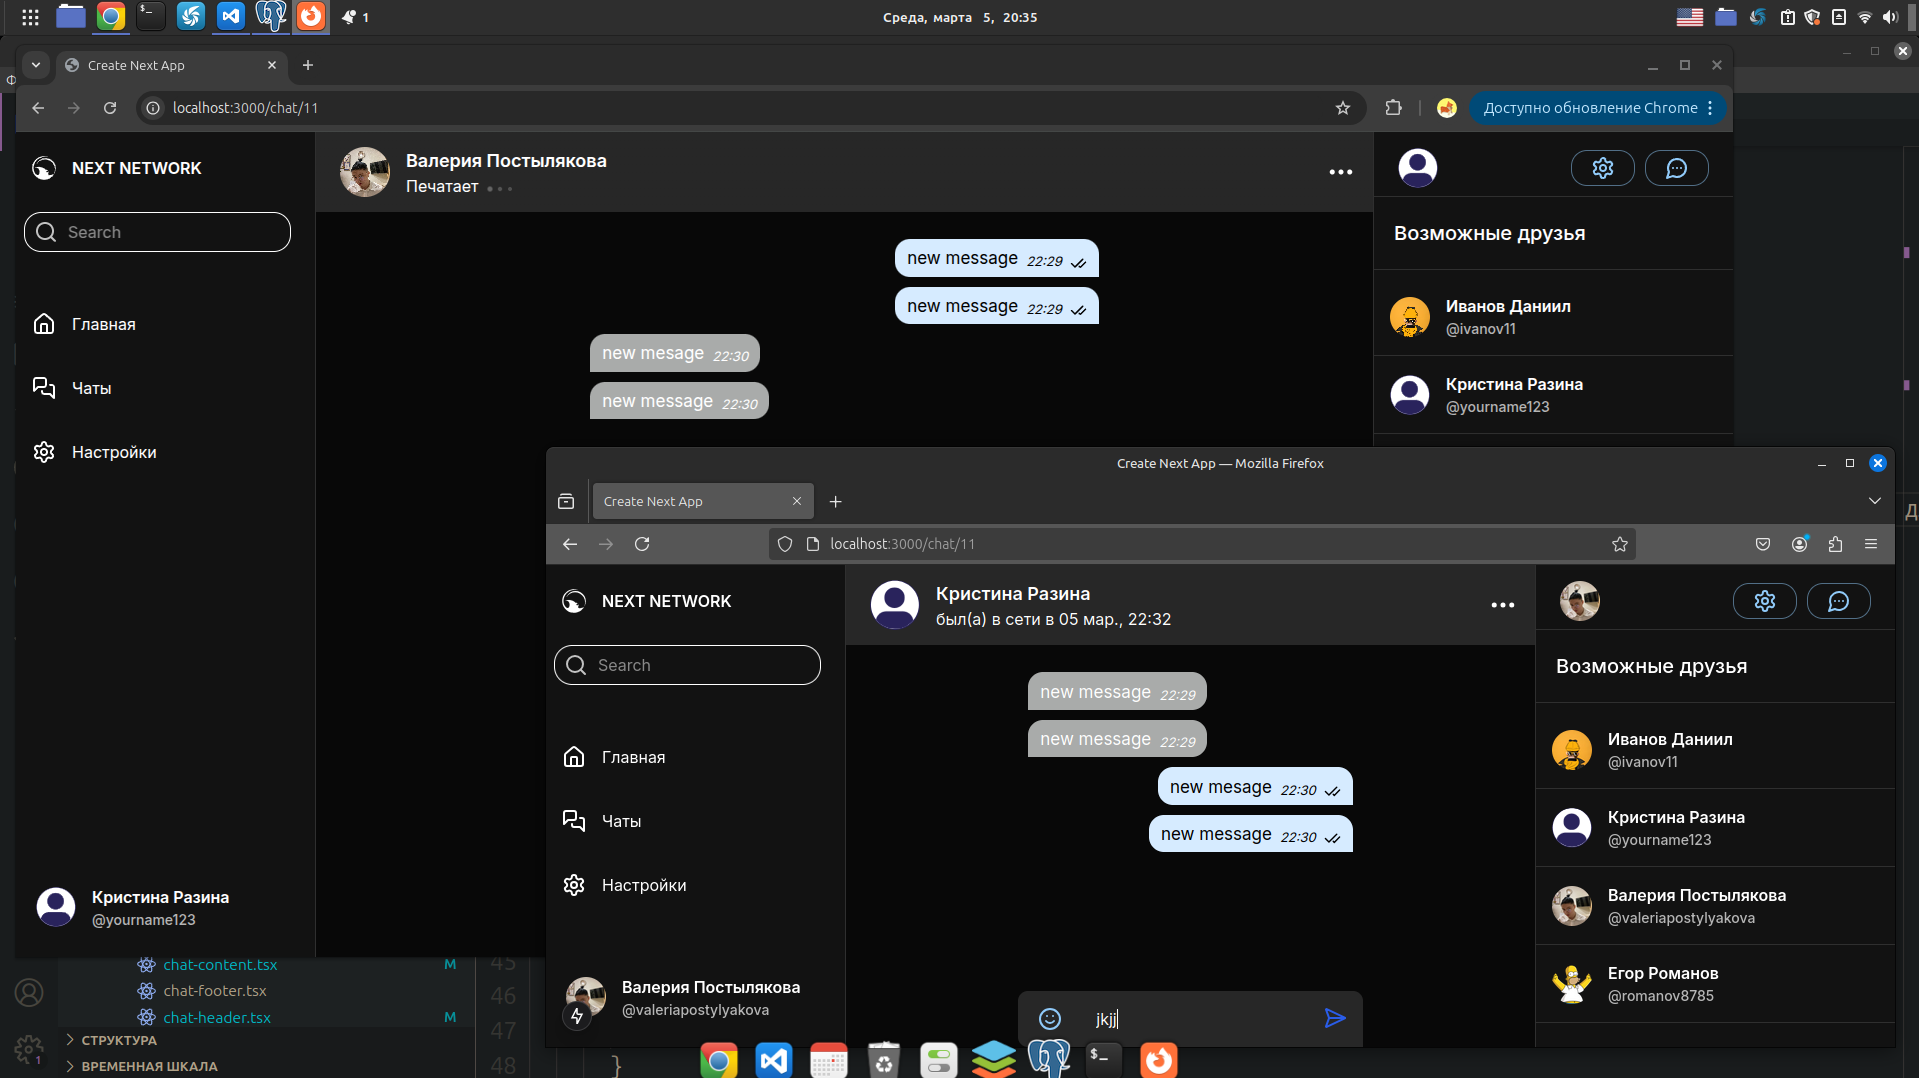 1
Среда, марта 5, 20:35
Create Next App
localhost:3000/chat/11
Доступно обновление Chrome
NEXT NETWORK
Search
Главная
Чаты
Настройки
Кристина Разина
@yourname123
Валерия Постылякова
Печатает
new message 22:29
new message 22:29
new mesage 22:30
new message 22:30
Возможные друзья
Иванов Даниил
@ivanov11
Кристина Разина
@yourname123
Create Next App — Mozilla Firefox
Create Next App
localhost:3000/chat/11
NEXT NETWORK
Search
Главная
Чаты
Настройки
Валерия Постылякова
@valeriapostylyakova
Кристина Разина
был(а) в сети в 05 мар., 22:32
new message 22:29
new message 22:29
new mesage 22:30
new message 22:30
jkjj
Возможные друзья
Иванов Даниил
@ivanov11
Кристина Разина
@yourname123
Валерия Постылякова
@valeriapostylyakova
Егор Романов
@romanov8785
chat-content.tsx M
chat-footer.tsx
chat-header.tsx M
СТРУКТУРА
ВРЕМЕННАЯ ШКАЛА
1
45
46
47
48
}